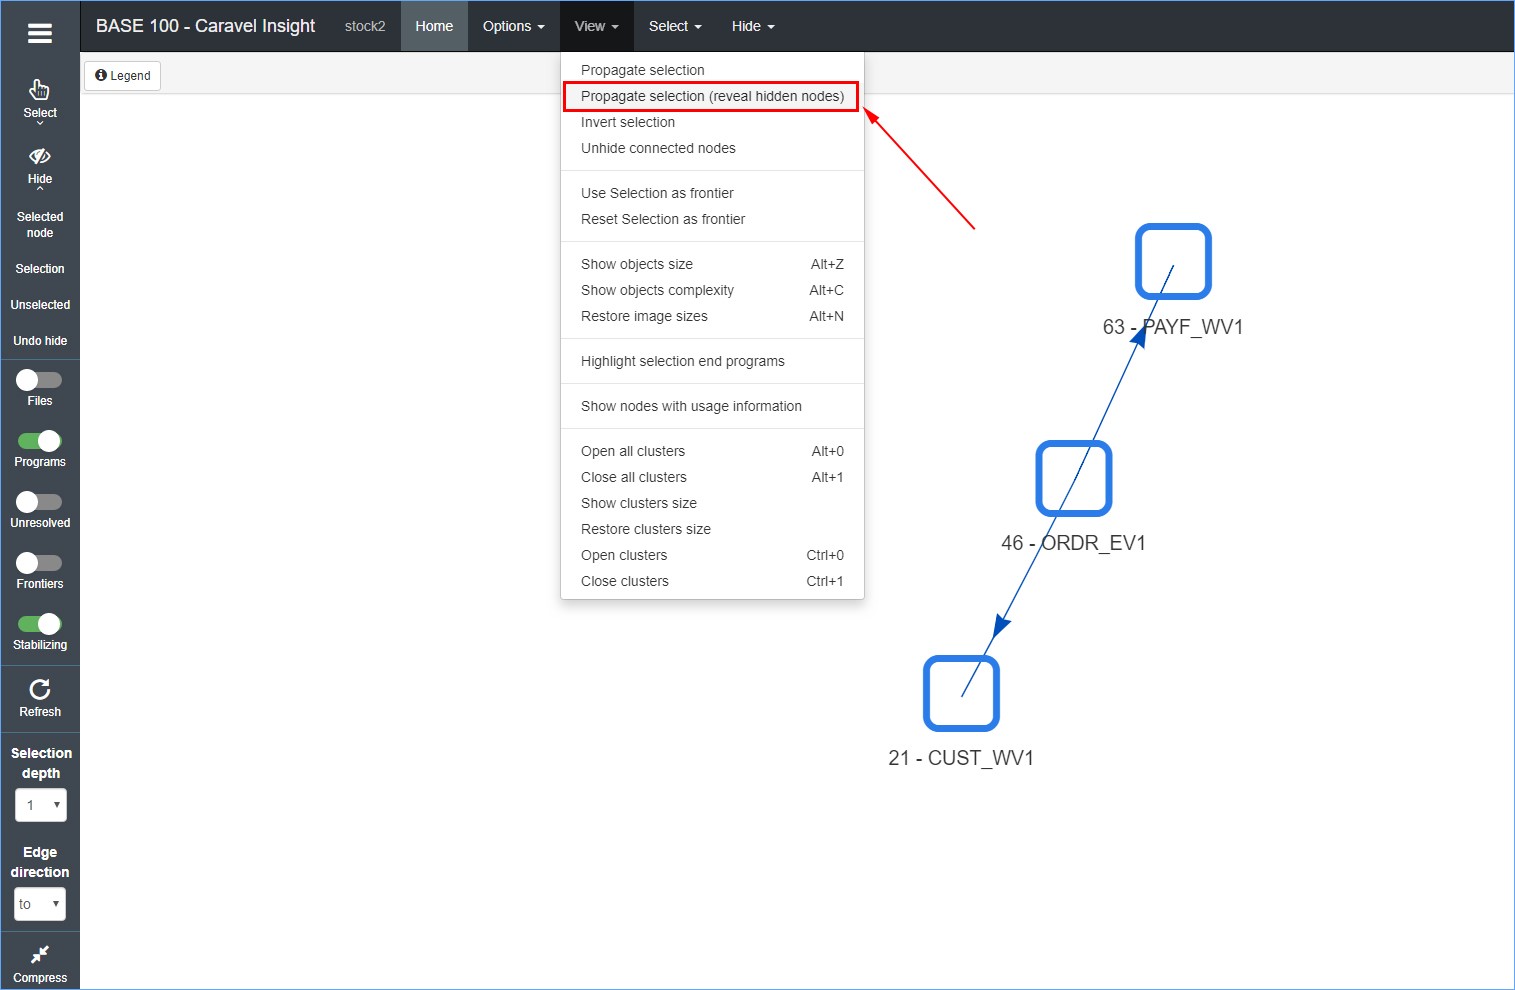 BASE 100 - Caravel Insight stock2 Home Options View Select Hide
Legend
Select
Hide
Selected
node
Selection
Unselected
Undo hide
Files
Programs
Unresolved
Frontiers
Stabilizing
Refresh
Selection
depth
1
Edge
direction
to
Compress
Propagate selection
Propagate selection (reveal hidden nodes)
Invert selection
Unhide connected nodes
Use Selection as frontier
Reset Selection as frontier
Show objects size Alt+Z
Show objects complexity Alt+C
Restore image sizes Alt+N
Highlight selection end programs
Show nodes with usage information
Open all clusters Alt+0
Close all clusters Alt+1
Show clusters size
Restore clusters size
Open clusters Ctrl+0
Close clusters Ctrl+1
63 - PAYF_WV1
46 - ORDR_EV1
21 - CUST_WV1